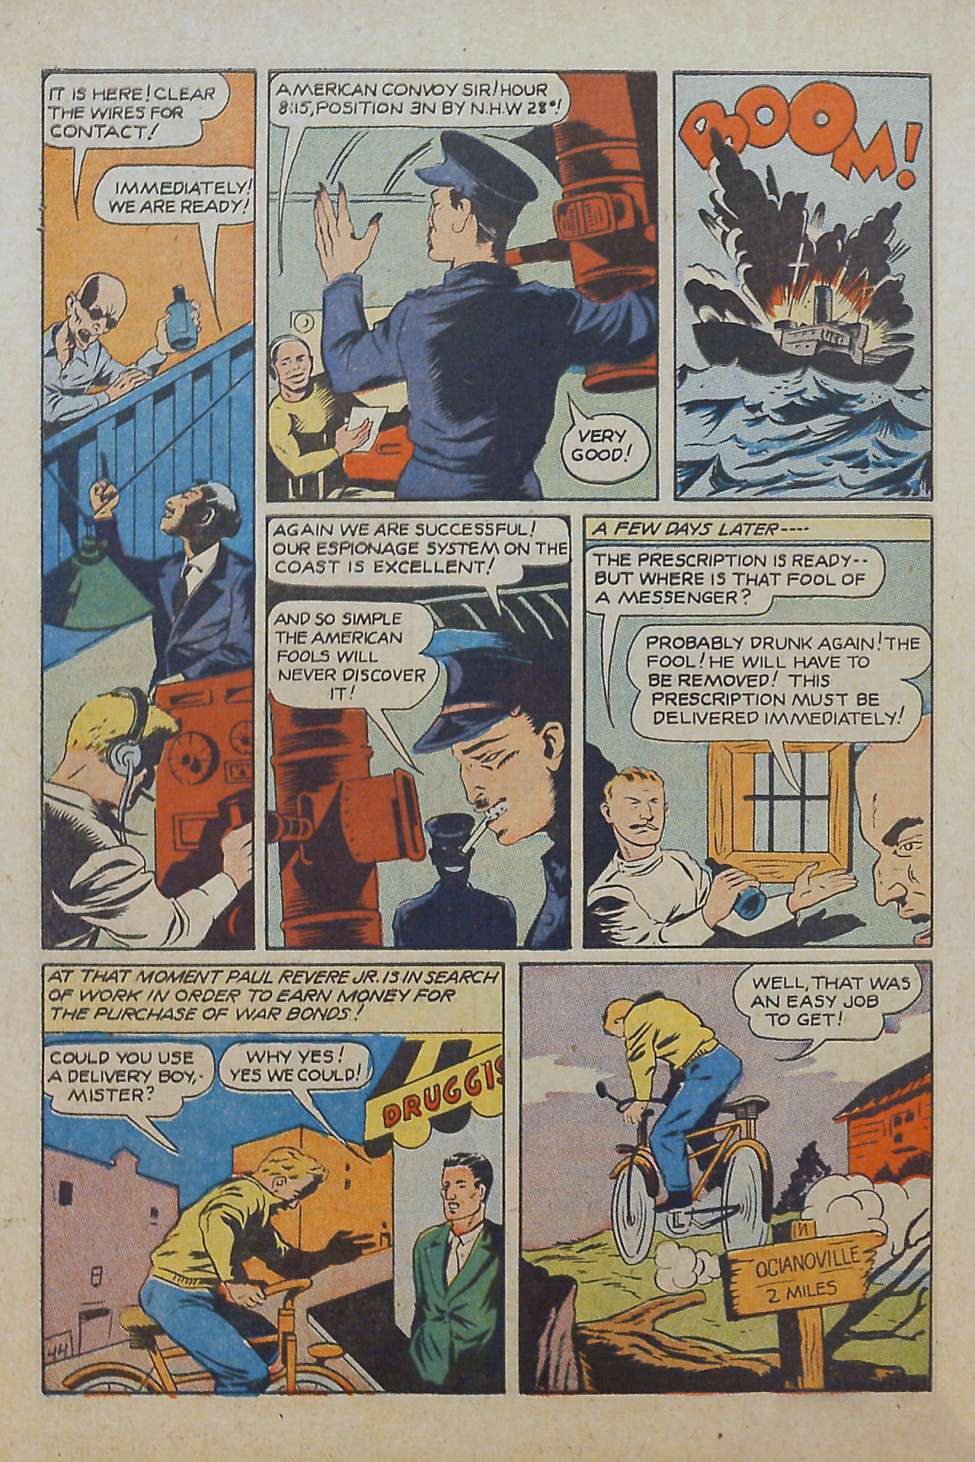 IT IS HERE! CLEAR
THE WIRES FOR
CONTACT!
IMMEDIATELY!
WE ARE READY!
AMERICAN CONVOY SIR! HOUR
8:15, POSITION 3N BY N.H.W 28°!
VERY
GOOD!
BOOM!
AGAIN WE ARE SUCCESSFUL!
OUR ESPIONAGE SYSTEM ON THE
COAST IS EXCELLENT!
AND SO SIMPLE
THE AMERICAN
FOOLS WILL
NEVER DISCOVER
IT!
A FEW DAYS LATER----
THE PRESCRIPTION IS READY--
BUT WHERE IS THAT FOOL OF
A MESSENGER?
PROBABLY DRUNK AGAIN! THE
FOOL! HE WILL HAVE TO
BE REMOVED! THIS
PRESCRIPTION MUST BE
DELIVERED IMMEDIATELY!
AT THAT MOMENT PAUL REVERE JR. IS IN SEARCH
OF WORK IN ORDER TO EARN MONEY FOR
THE PURCHASE OF WAR BONDS!
COULD YOU USE
A DELIVERY BOY,
MISTER?
WHY YES!
YES WE COULD!
DRUGGIS
44
WELL, THAT WAS
AN EASY JOB
TO GET!
OCIANOVILLE
2 MILES